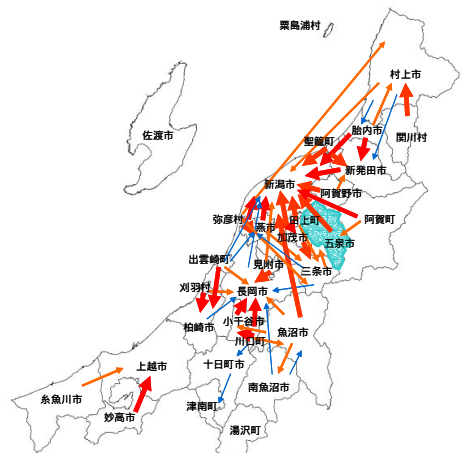 粟島浦村
村上市
関川村
胎内市
聖籠町
佐渡市
新発田市
新潟市
阿賀野市
弥彦村
燕市
田上町
阿賀町
加茂市
五泉市
出雲崎町
見附市
三条市
刈羽村
長岡市
柏崎市
小千谷市
魚沼市
川口町
上越市
十日町市
南魚沼市
糸魚川市
妙高市
津南町
湯沢町